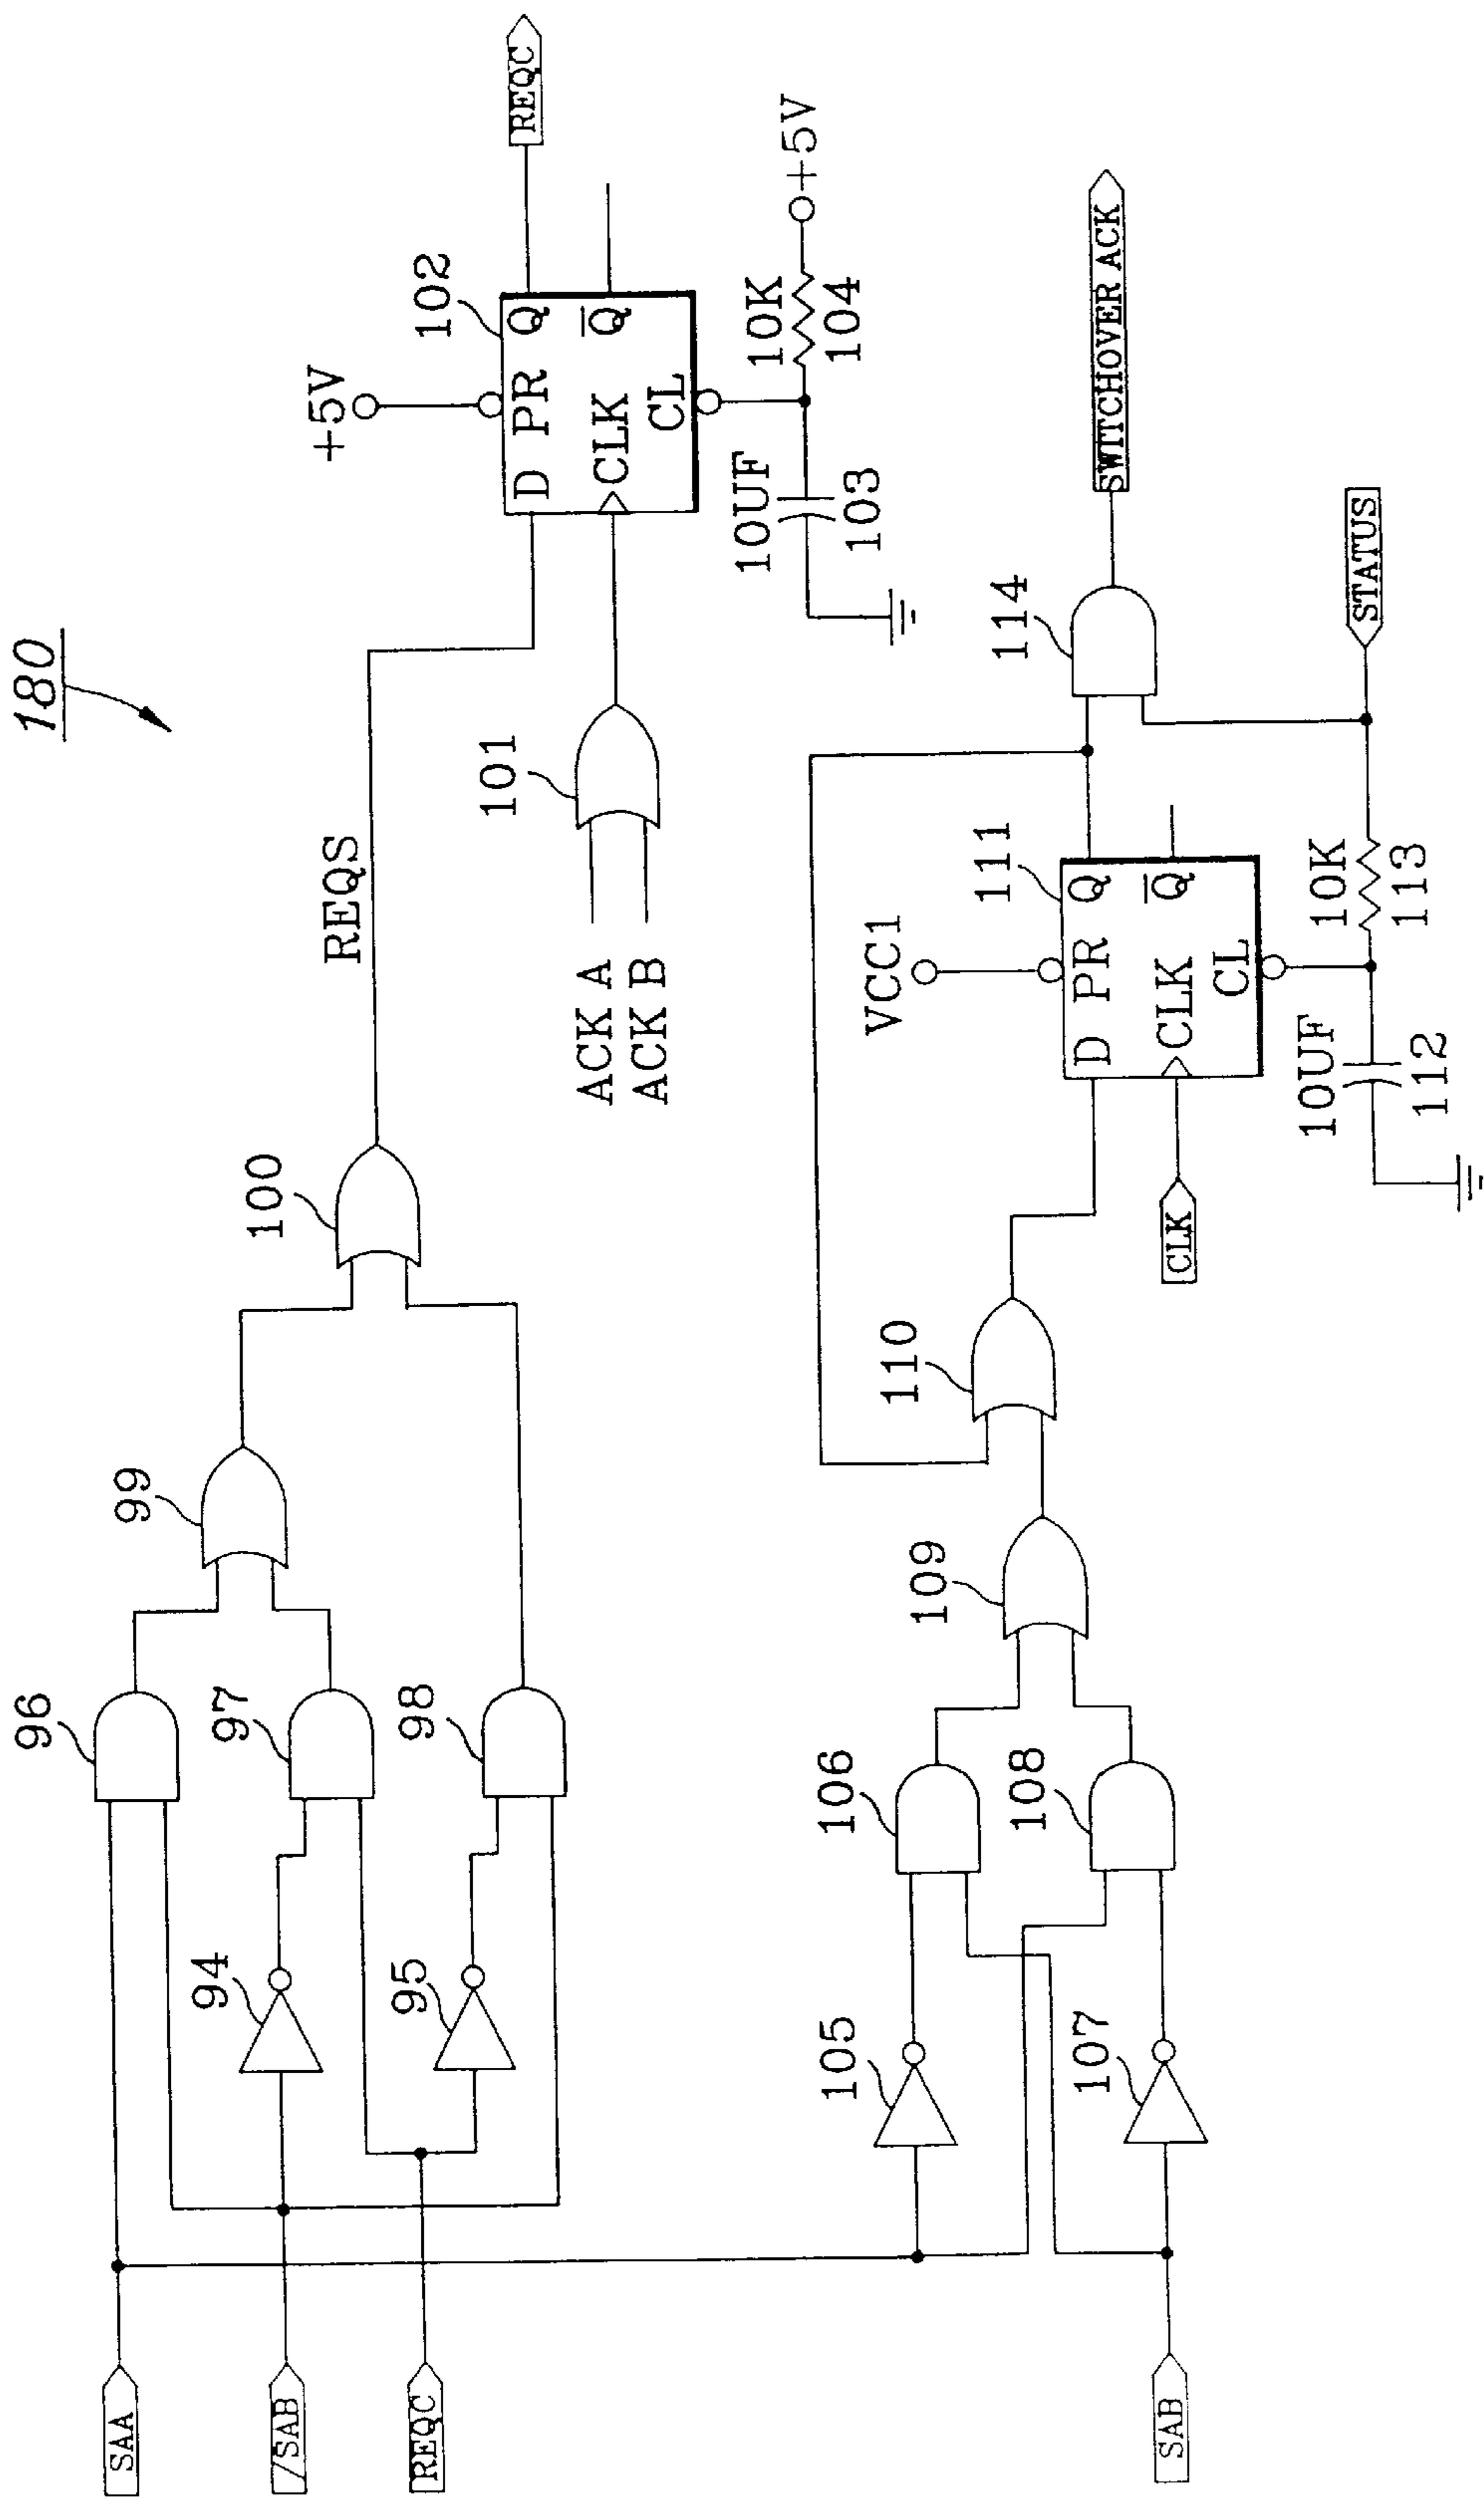 180
SAA
/SAB
REQC
96
94
97
95
98
99
100
REQS
ACK A
ACK B
101
+5V
102
D PR Q
CLK Q
CL
REQC
10UF
103
10K
104
+5V
SAB
105
107
106
108
109
110
CLK
VCC1
111
D PR Q
CLK Q
CL
10UF
112
10K
113
114
SWITCHOVER ACK
STATUS